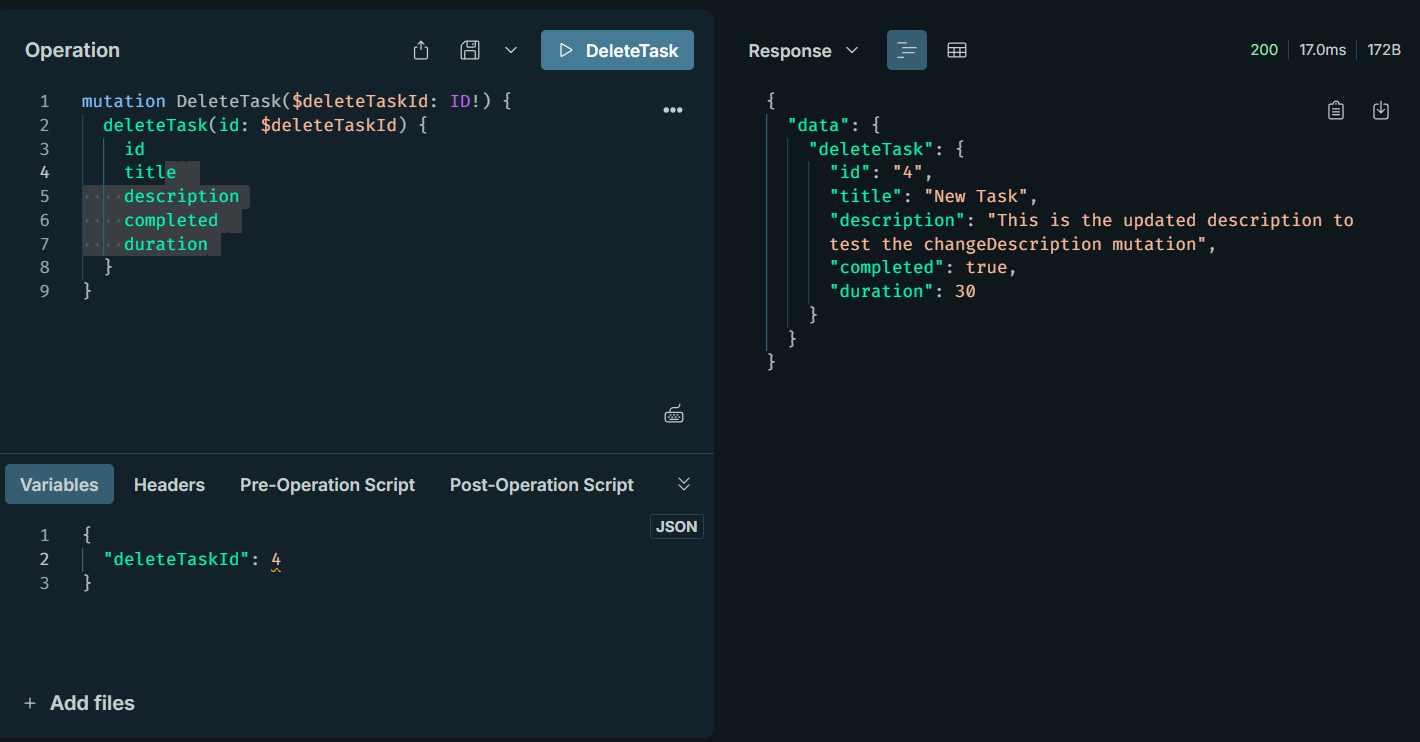 Operation
DeleteTask
1 mutation DeleteTask($deleteTaskId: ID!) {
2 deleteTask(id: $deleteTaskId) {
3 id
4 title
5 description
6 completed
7 duration
8 }
9 }
Variables Headers Pre-Operation Script Post-Operation Script
JSON
1 {
2 "deleteTaskId": 4
3 }
+ Add files
Response
200 17.0ms 172B
{
"data": {
"deleteTask": {
"id": "4",
"title": "New Task",
"description": "This is the updated description to
test the changeDescription mutation",
"completed": true,
"duration": 30
}
}
}